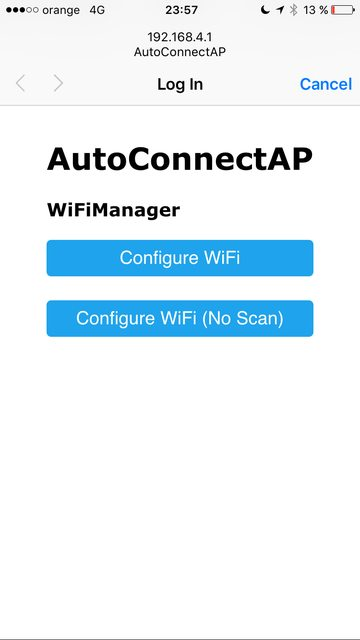 orange 4G 23:57 13 %
192.168.4.1
AutoConnectAP
Log In Cancel
AutoConnectAP
WiFiManager
Configure WiFi
Configure WiFi (No Scan)